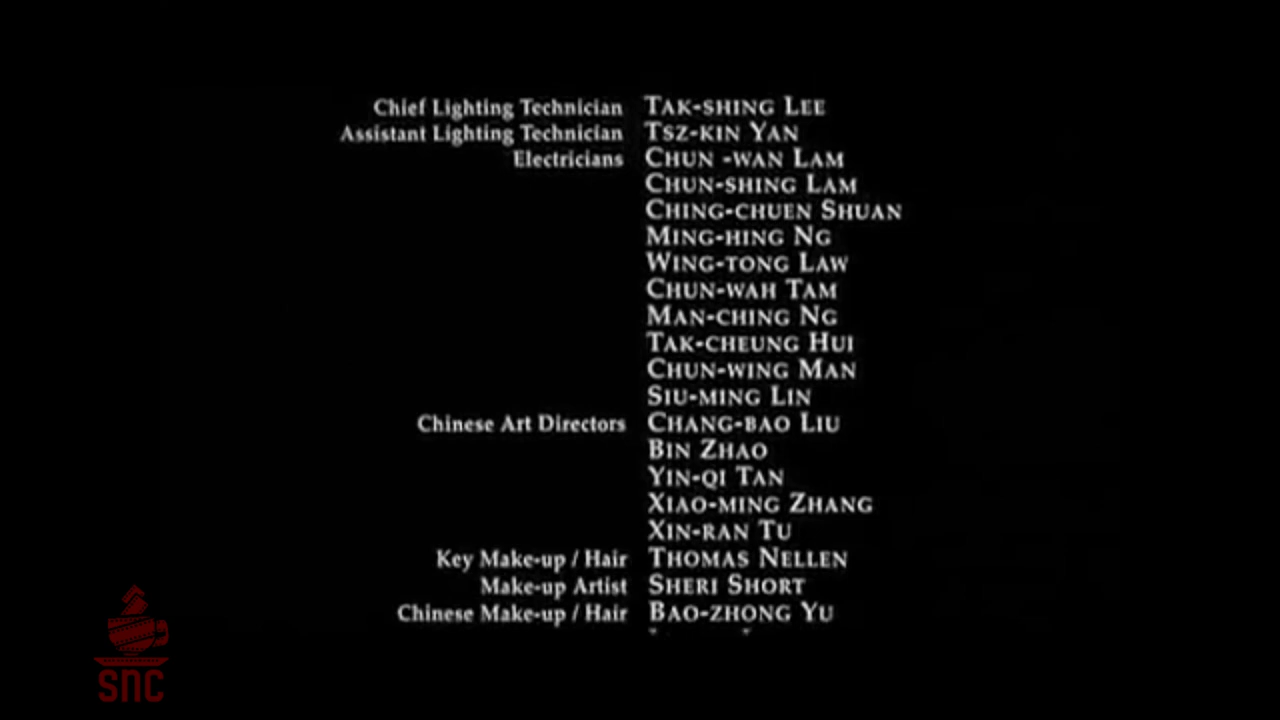 Chief Lighting Technician TAK-SHING LEE
Assistant Lighting Technician TSZ-KIN YAN
Electricians CHUN -WAN LAM
CHUN-SHING LAM
CHING-CHUEN SHUAN
MING-HING NG
WING-TONG LAW
CHUN-WAH TAM
MAN-CHING NG
TAK-CHEUNG HUI
CHUN-WING MAN
SIU-MING LIN
Chinese Art Directors CHANG-BAO LIU
BIN ZHAO
YIN-QI TAN
XIAO-MING ZHANG
XIN-RAN TU
Key Make-up / Hair THOMAS NELLEN
Make-up Artist SHERI SHORT
Chinese Make-up / Hair BAO-ZHONG YU
SNC